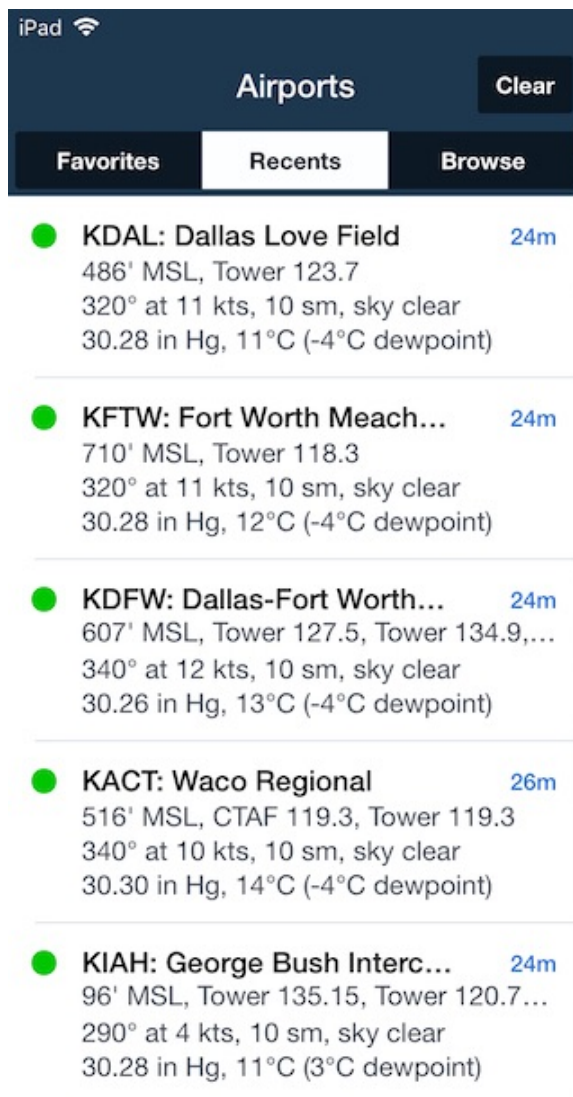 iPad
Airports
Clear
Favorites Recents Browse
KDAL: Dallas Love Field 24m
486' MSL, Tower 123.7
320° at 11 kts, 10 sm, sky clear
30.28 in Hg, 11°C (-4°C dewpoint)
KFTW: Fort Worth Meach... 24m
710' MSL, Tower 118.3
320° at 11 kts, 10 sm, sky clear
30.28 in Hg, 12°C (-4°C dewpoint)
KDFW: Dallas-Fort Worth... 24m
607' MSL, Tower 127.5, Tower 134.9,...
340° at 12 kts, 10 sm, sky clear
30.26 in Hg, 13°C (-4°C dewpoint)
KACT: Waco Regional 26m
516' MSL, CTAF 119.3, Tower 119.3
340° at 10 kts, 10 sm, sky clear
30.30 in Hg, 14°C (-4°C dewpoint)
KIAH: George Bush Interc... 24m
96' MSL, Tower 135.15, Tower 120.7...
290° at 4 kts, 10 sm, sky clear
30.28 in Hg, 11°C (3°C dewpoint)